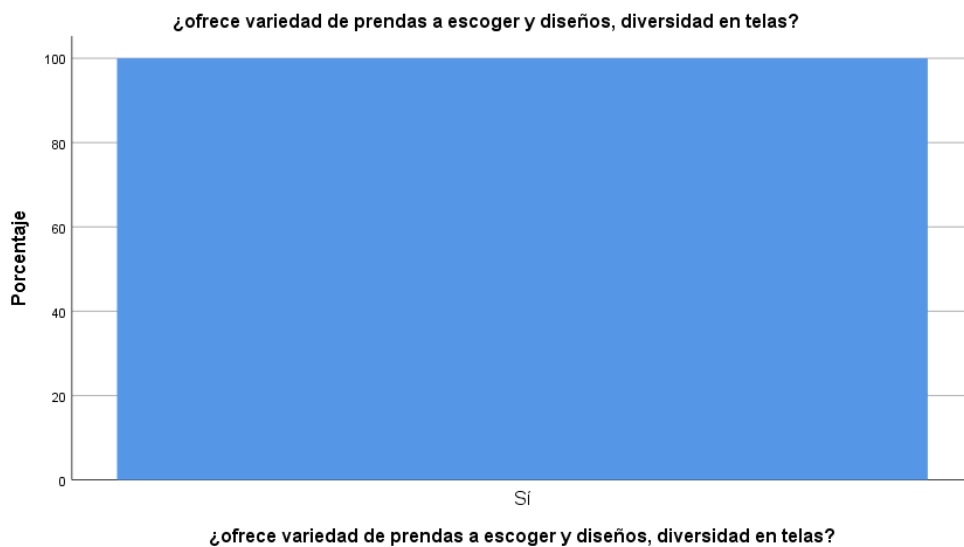 ¿ofrece variedad de prendas a escoger y diseños, diversidad en telas?
100
80
60
40
20
0
Porcentaje
Sí
¿ofrece variedad de prendas a escoger y diseños, diversidad en telas?